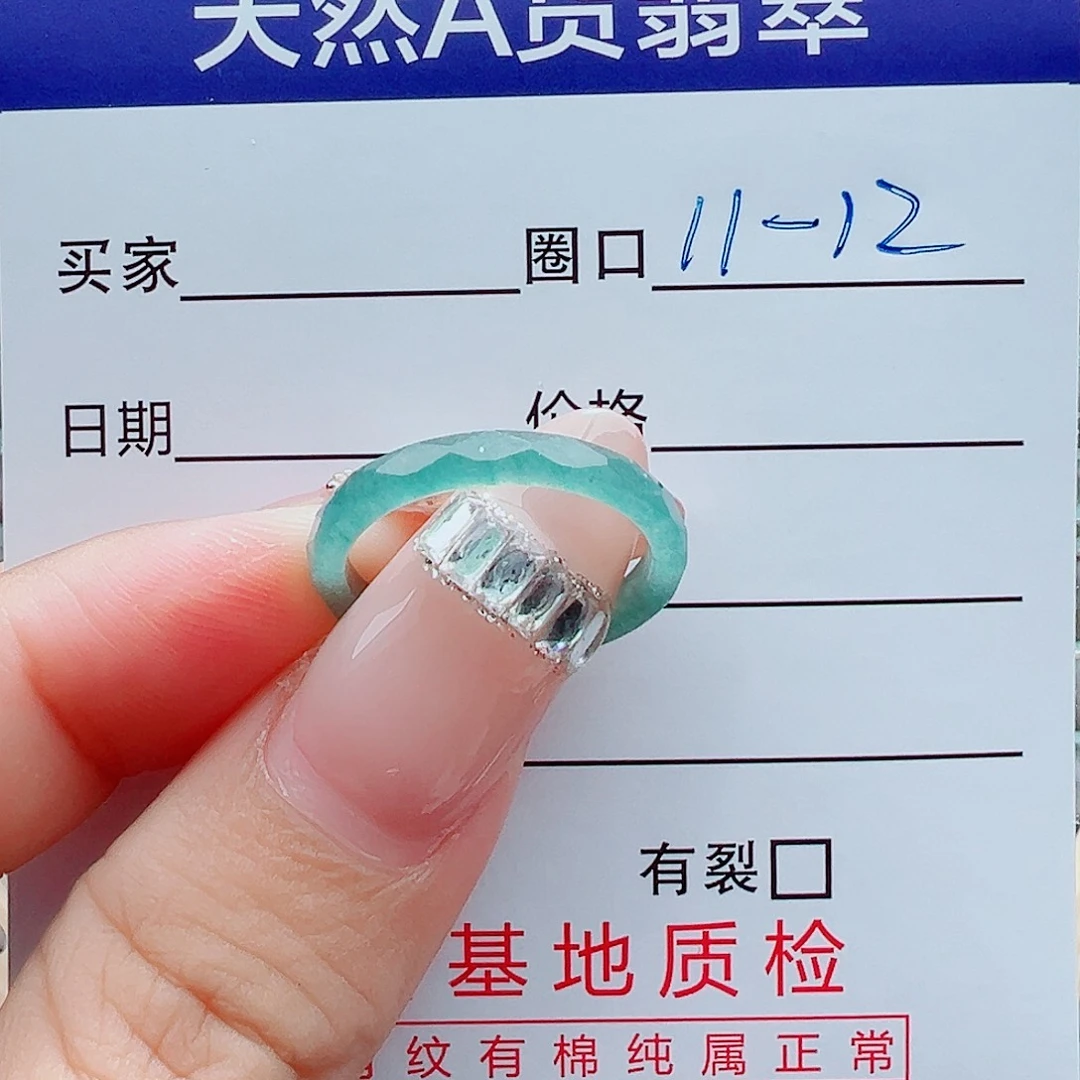 天然A货翡翠
买家 圈口 11-12
日期 价格
有裂
基地质检
纹有棉纯属正常